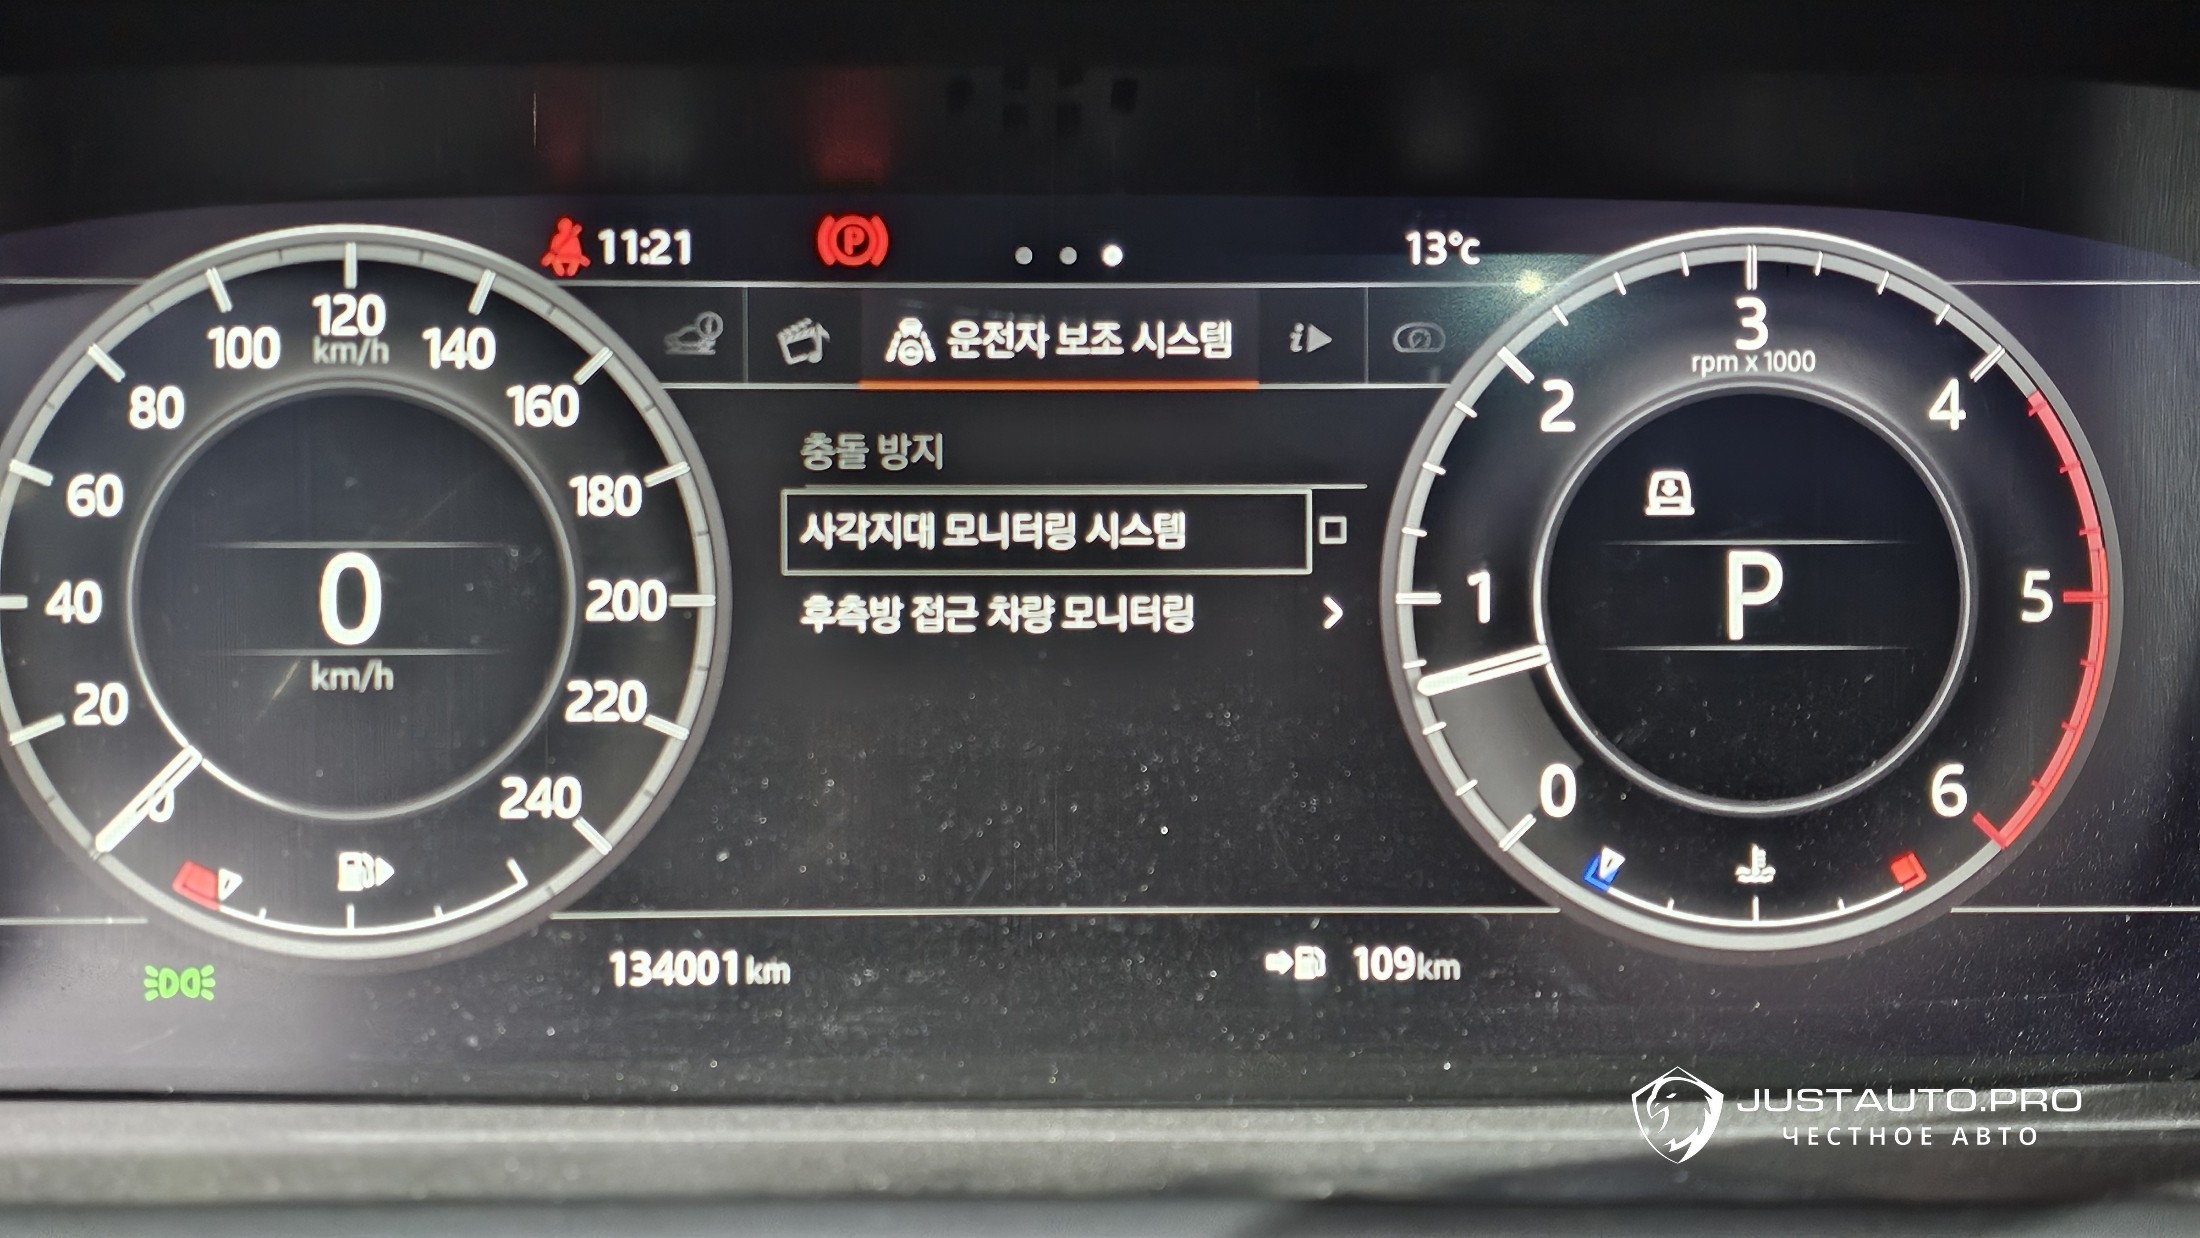 11:21
P
13°C
운전자 보조 시스템
i
충돌 방지
사각지대 모니터링 시스템
후측방 접근 차량 모니터링
0
20
40
60
80
100
120
km/h
140
160
180
200
220
240
0
km/h
0
1
2
3
rpm x 1000
4
5
6
P
134001 km
109km
JUSTAUTO.PRO
ЧЕСТНОЕ АВТО